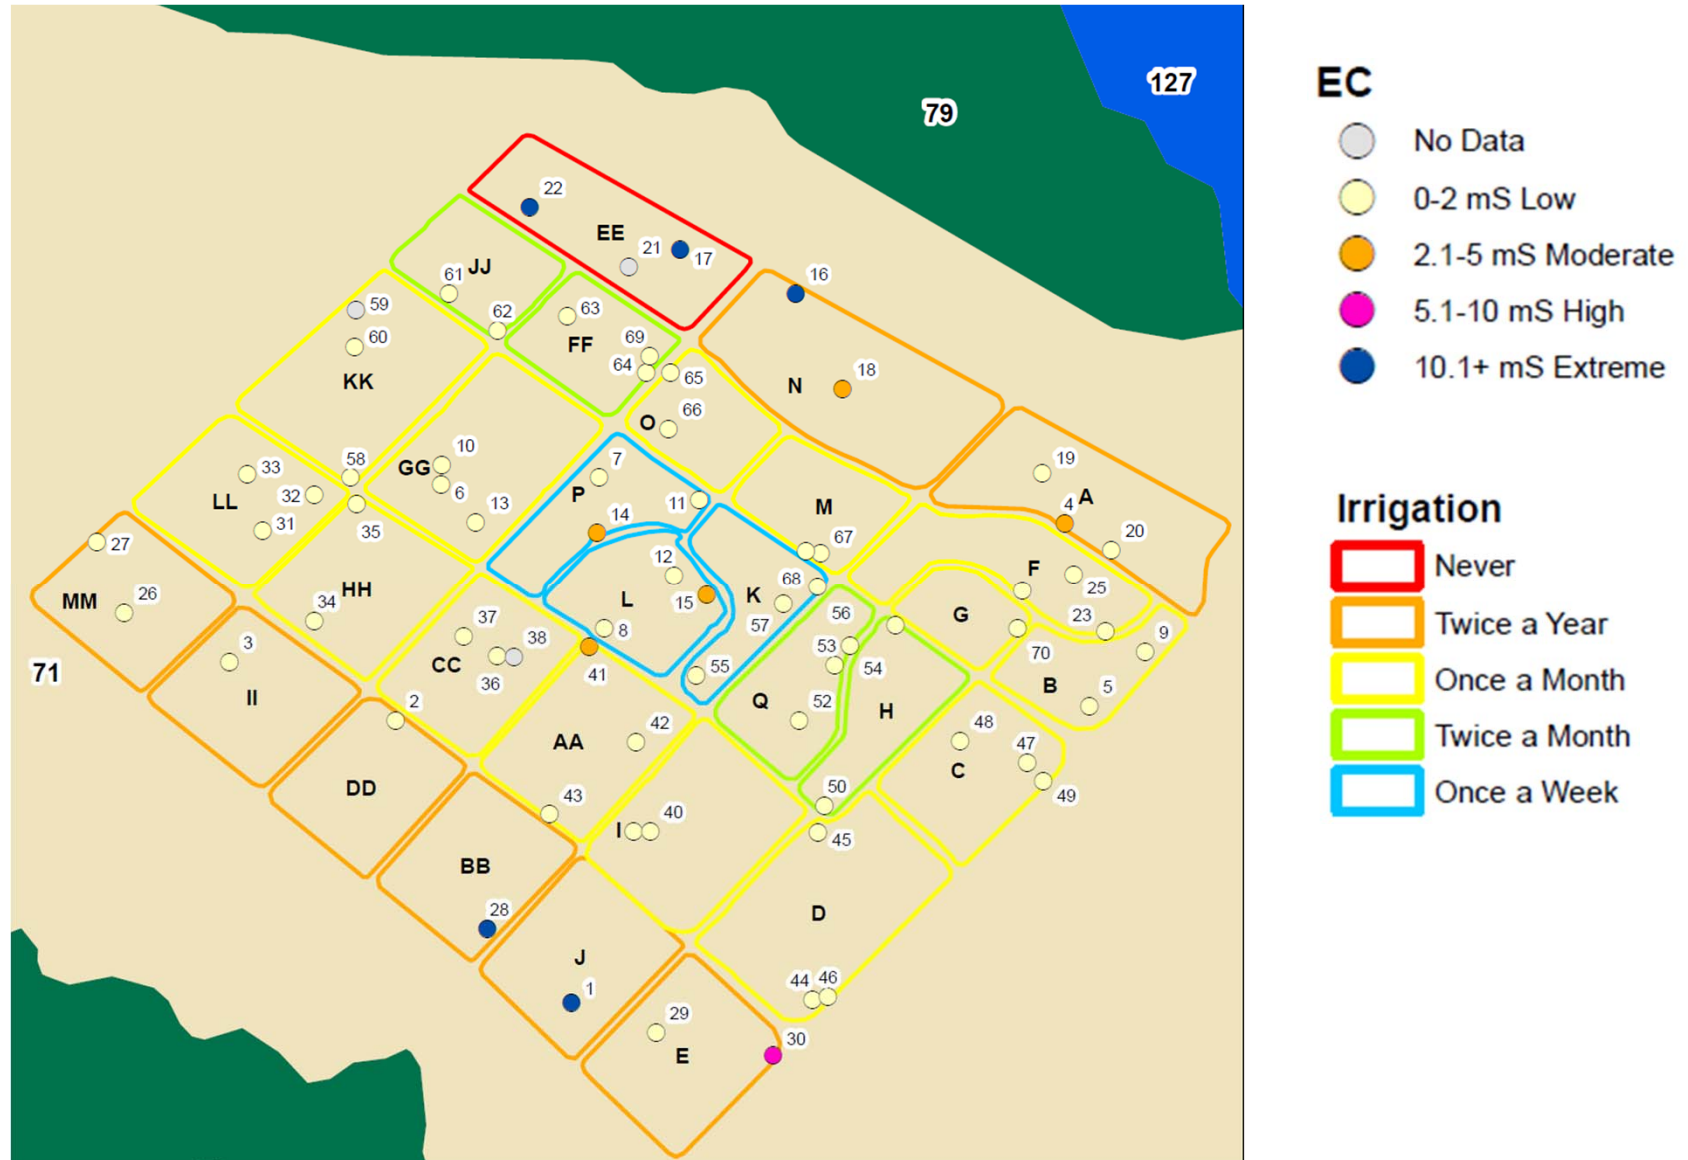 127
79
22
EE
21
17
16
JJ
61
59
62
63
69
FF
64
65
60
KK
N
18
66
O
10
GG
58
33
7
19
A
LL
32
6
13
P
11
4
31
35
14
M
20
27
67
12
F
25
MM
26
34
HH
L
15
K
68
57
56
G
23
9
3
37
38
8
53
54
70
CC
36
41
55
B
71
II
2
Q
52
H
5
42
48
47
AA
C
DD
43
I
40
50
49
45
BB
28
D
J
1
44
46
29
30
E
EC
No Data
0-2 mS Low
2.1-5 mS Moderate
5.1-10 mS High
10.1+ mS Extreme
Irrigation
Never
Twice a Year
Once a Month
Twice a Month
Once a Week